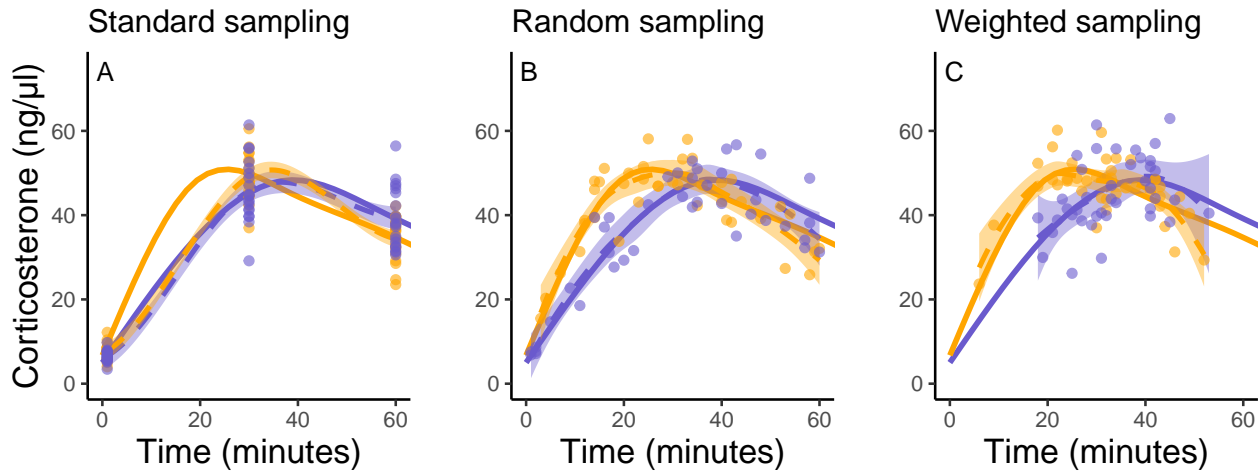 Standard sampling
Random sampling
Weighted sampling
Corticosterone (ng/μl)
A
B
C
60
40
20
0
60
40
20
0
60
40
20
0
0 20 40 60
0 20 40 60
0 20 40 60
Time (minutes)
Time (minutes)
Time (minutes)